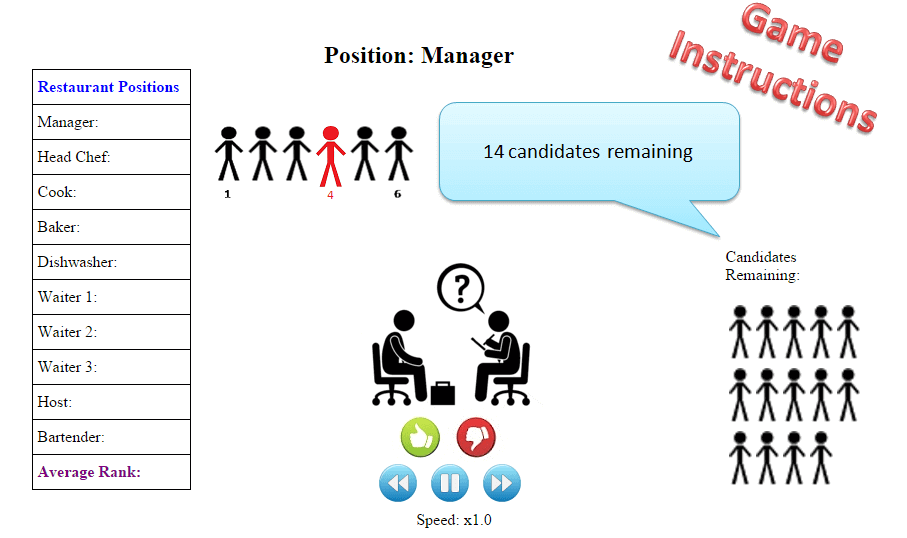 Game
Instructions
Position: Manager
Restaurant Positions
Manager:
Head Chef:
Cook:
Baker:
Dishwasher:
Waiter 1:
Waiter 2:
Waiter 3:
Host:
Bartender:
Average Rank:
1 4 6
14 candidates remaining
Candidates
Remaining:
?
Speed: x1.0